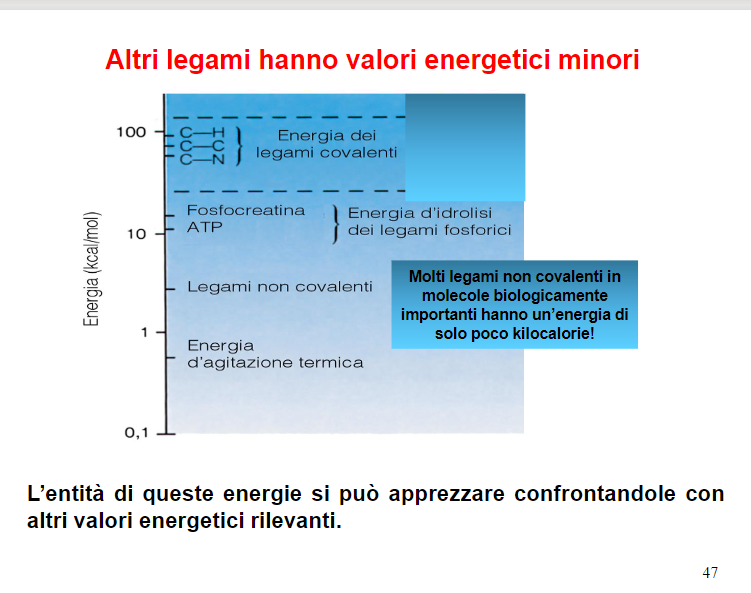 Altri legami hanno valori energetici minori
100
C—H
C—C
C—N
Energia dei
legami covalenti
Fosfocreatina
ATP
Energia d'idrolisi
dei legami fosforici
10
Energia (kcal/mol)
Legami non covalenti
Molti legami non covalenti in
molecole biologicamente
importanti hanno un'energia di
solo poco kilocalorie!
1
Energia
d'agitazione termica
0,1
L'entità di queste energie si può apprezzare confrontandole con
altri valori energetici rilevanti.
47